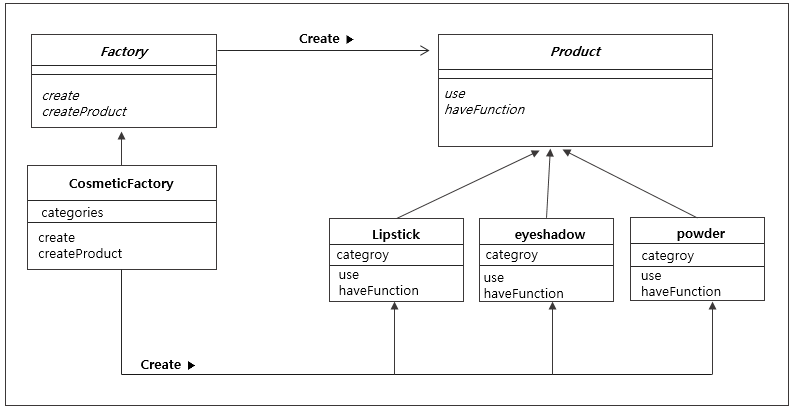 Factory
create
createProduct
Create ▶
Product
use
haveFunction
CosmeticFactory
categories
create
createProduct
Lipstick
categroy
use
haveFunction
eyeshadow
categroy
use
haveFunction
powder
categroy
use
haveFunction
Create ▶